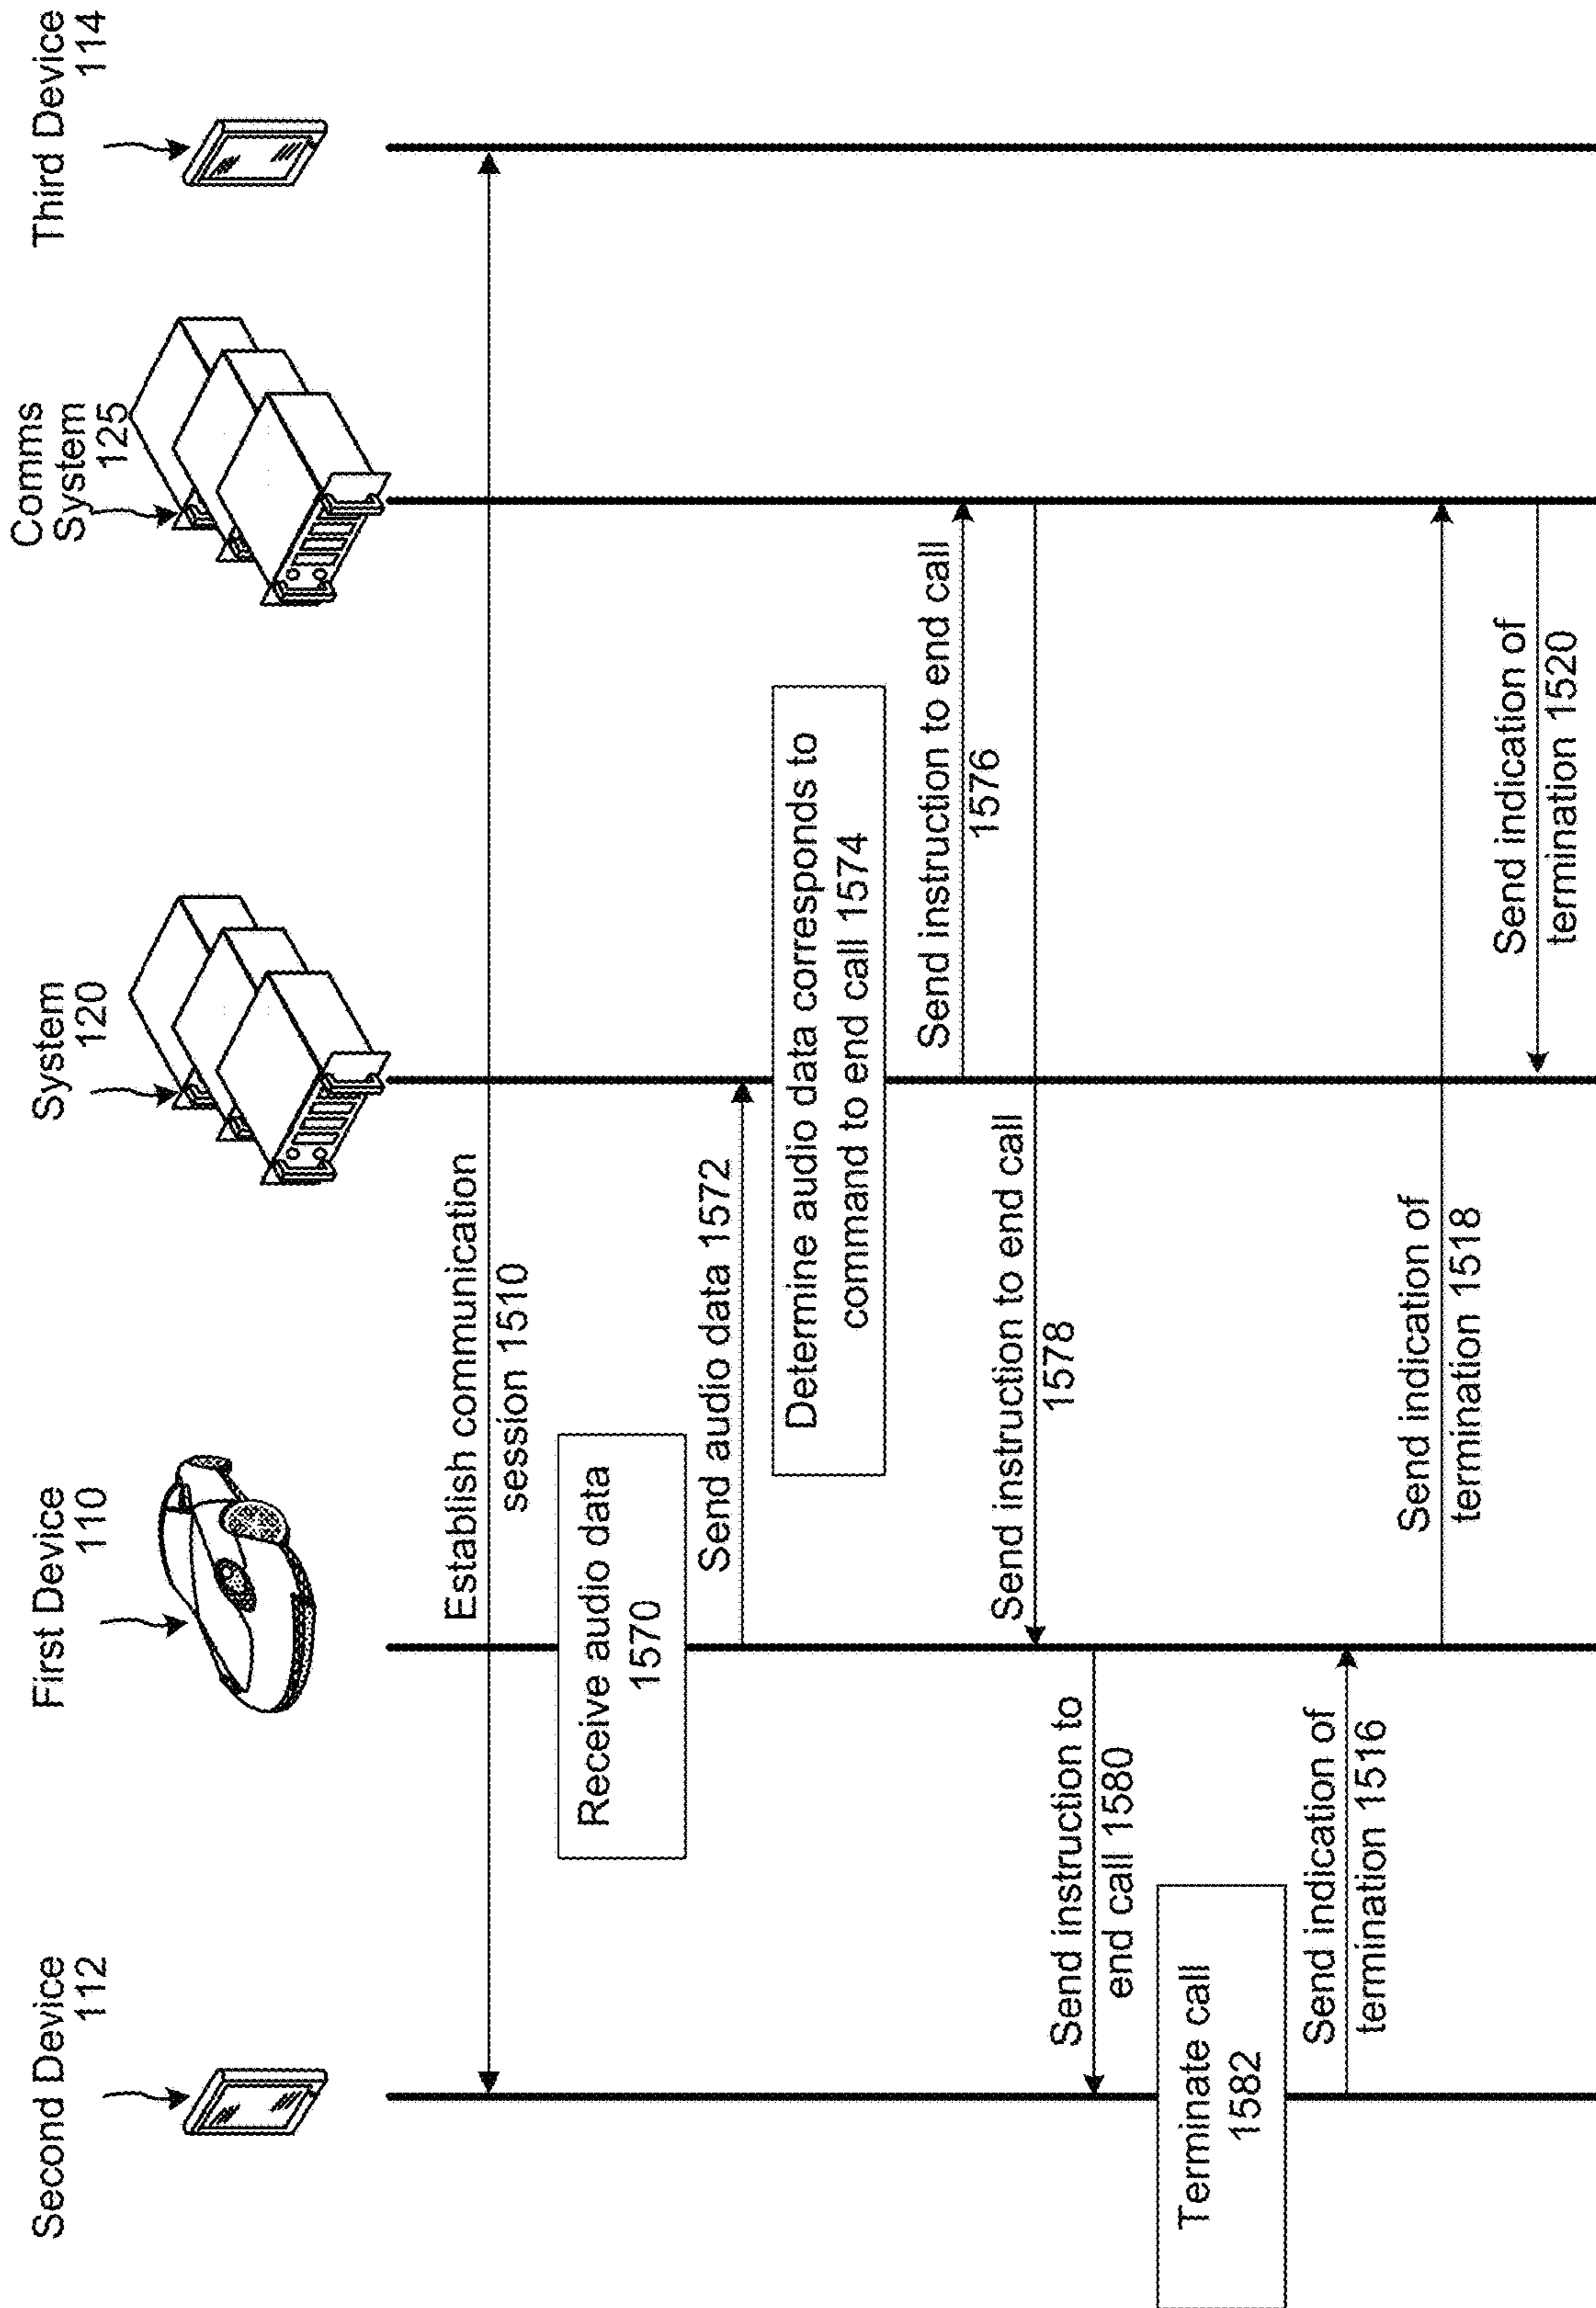 Second Device
112
First Device
110
System
120
Comms
System
125
Third Device
114
Establish communication
session 1510
Receive audio data
1570
Send audio data 1572
Determine audio data corresponds to
command to end call 1574
Send instruction to end call
1576
Send instruction to end call
1578
Send instruction to
end call 1580
Terminate call
1582
Send indication of
termination 1516
Send indication of
termination 1518
Send indication of
termination 1520